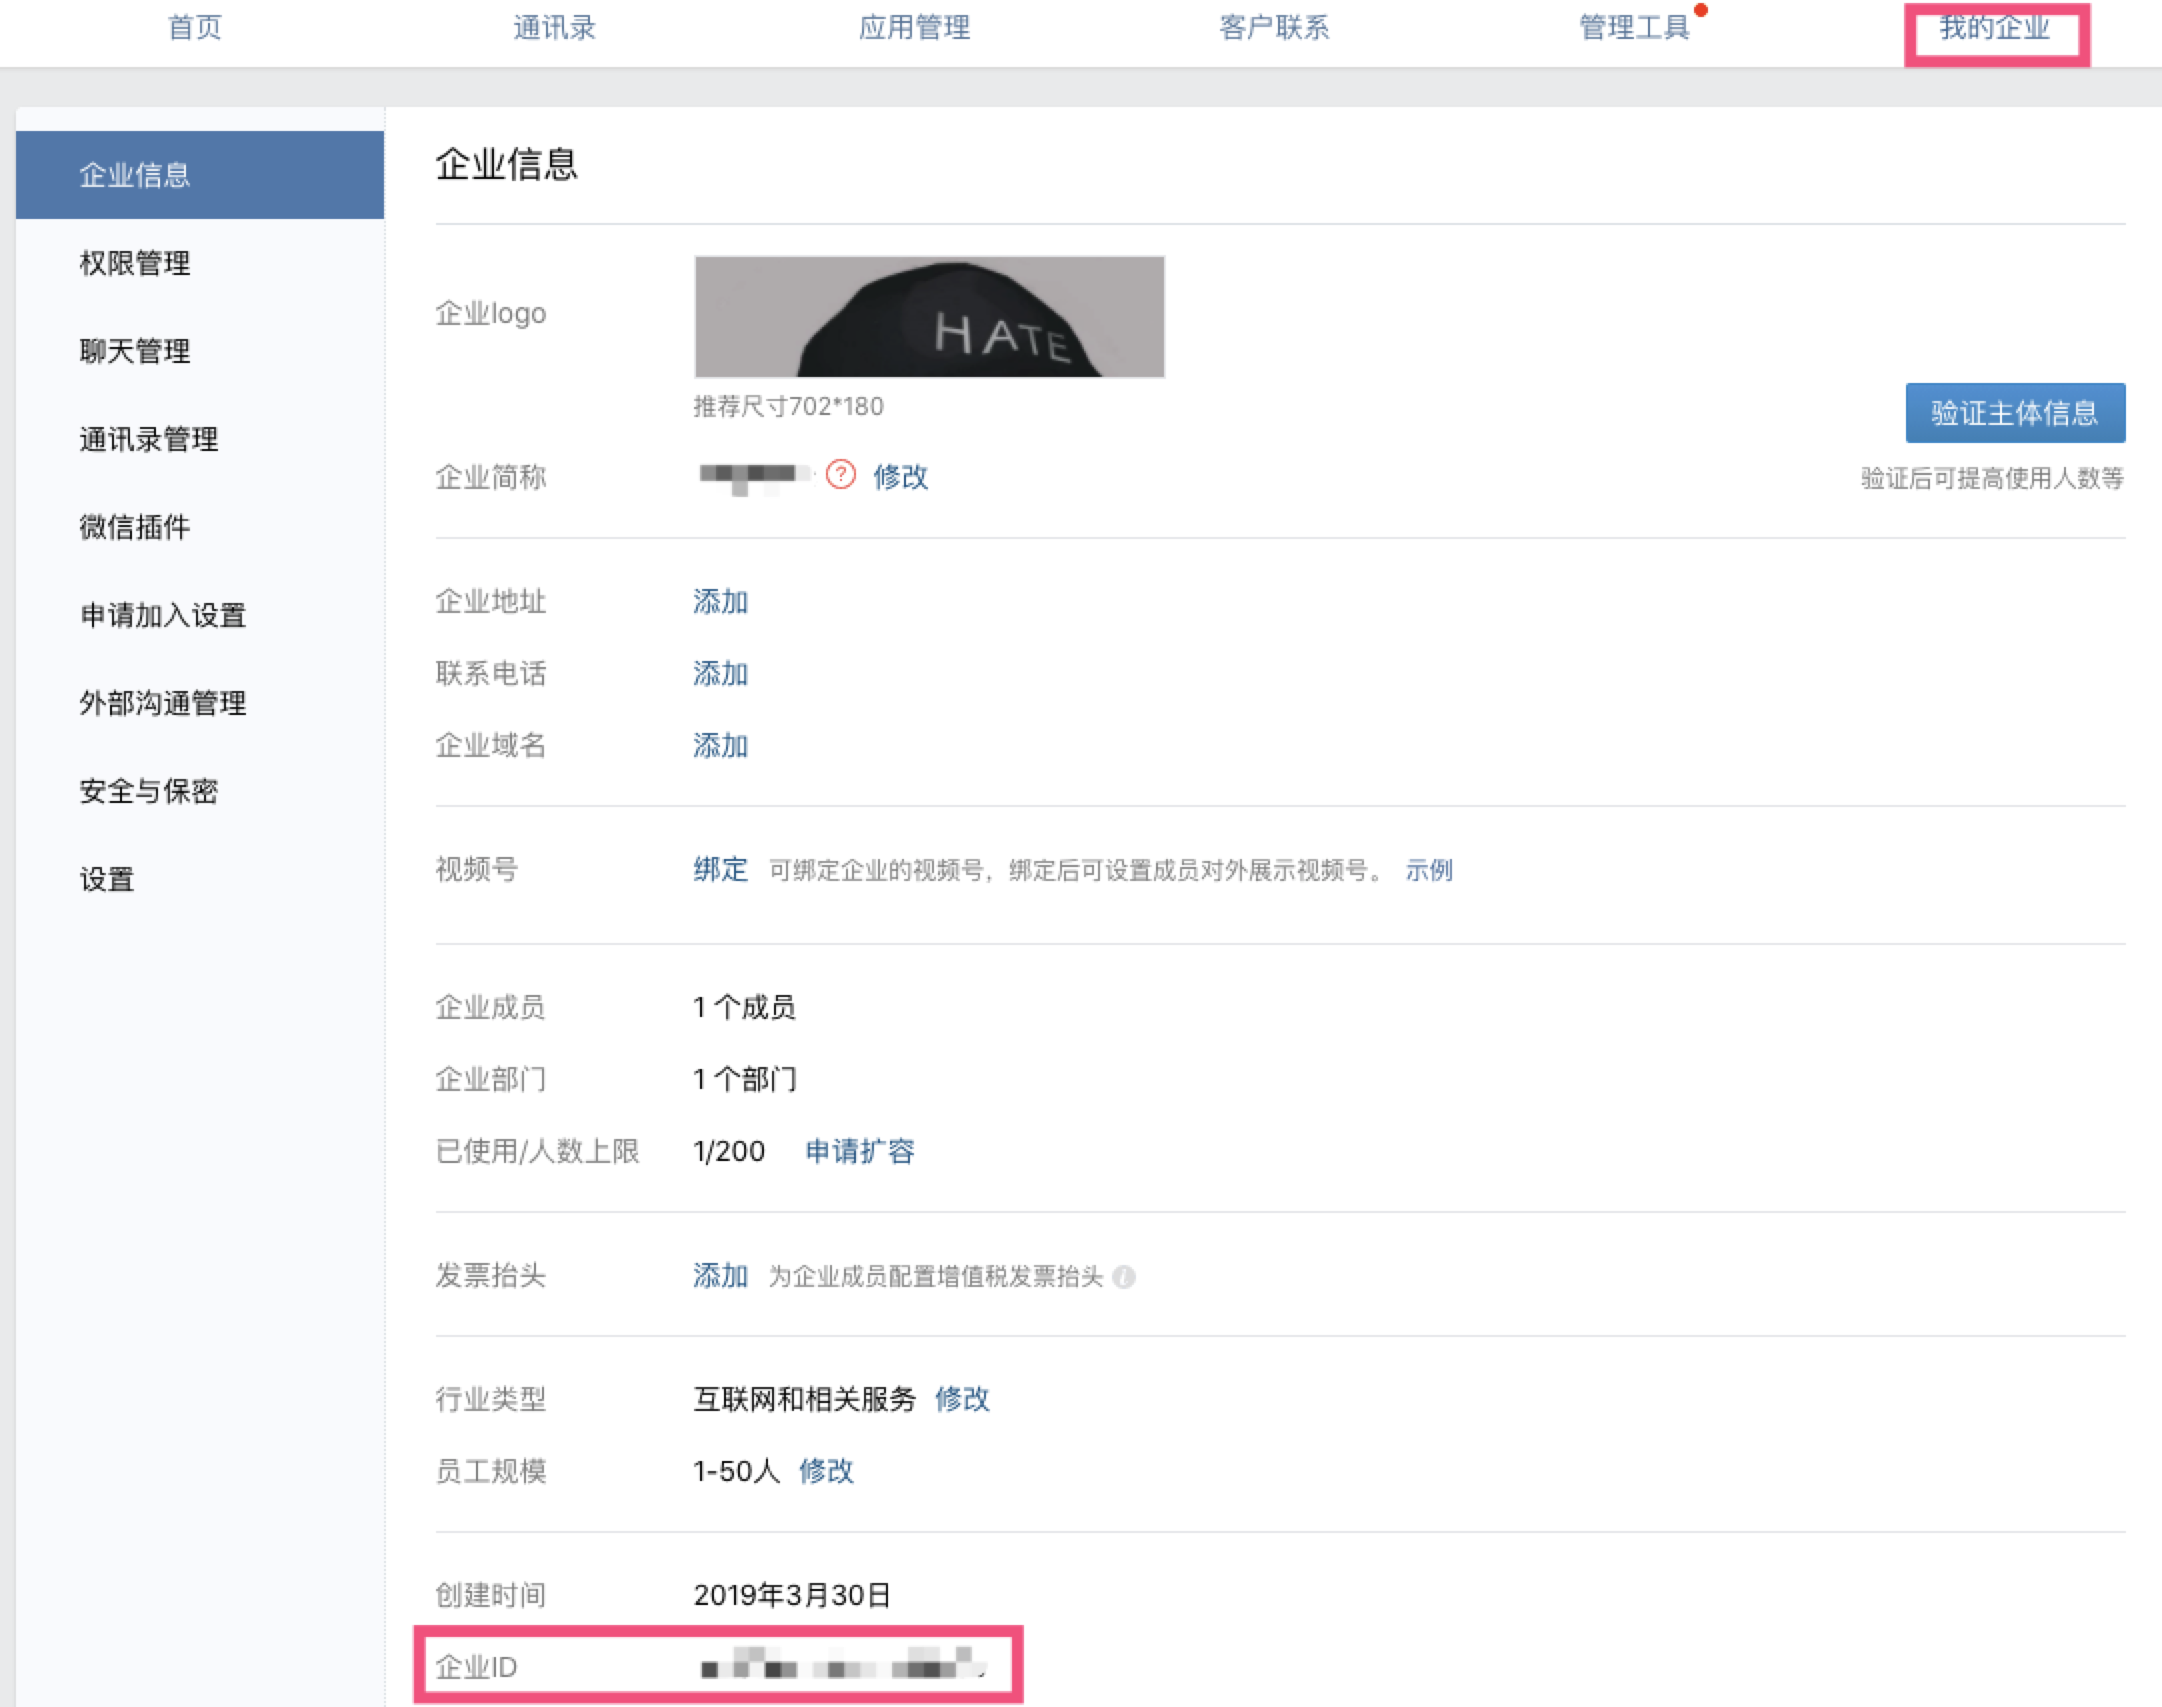 首页 通讯录 应用管理 客户联系 管理工具 我的企业
企业信息
权限管理
聊天管理
通讯录管理
微信插件
申请加入设置
外部沟通管理
安全与保密
设置
企业信息
企业logo
HATE
推荐尺寸702*180
验证主体信息
企业简称 ? 修改
验证后可提高使用人数等
企业地址 添加
联系电话 添加
企业域名 添加
视频号 绑定 可绑定企业的视频号，绑定后可设置成员对外展示视频号。 示例
企业成员 1 个成员
企业部门 1 个部门
已使用/人数上限 1/200 申请扩容
发票抬头 添加 为企业成员配置增值税发票抬头 i
行业类型 互联网和相关服务 修改
员工规模 1-50人 修改
创建时间 2019年3月30日
企业ID